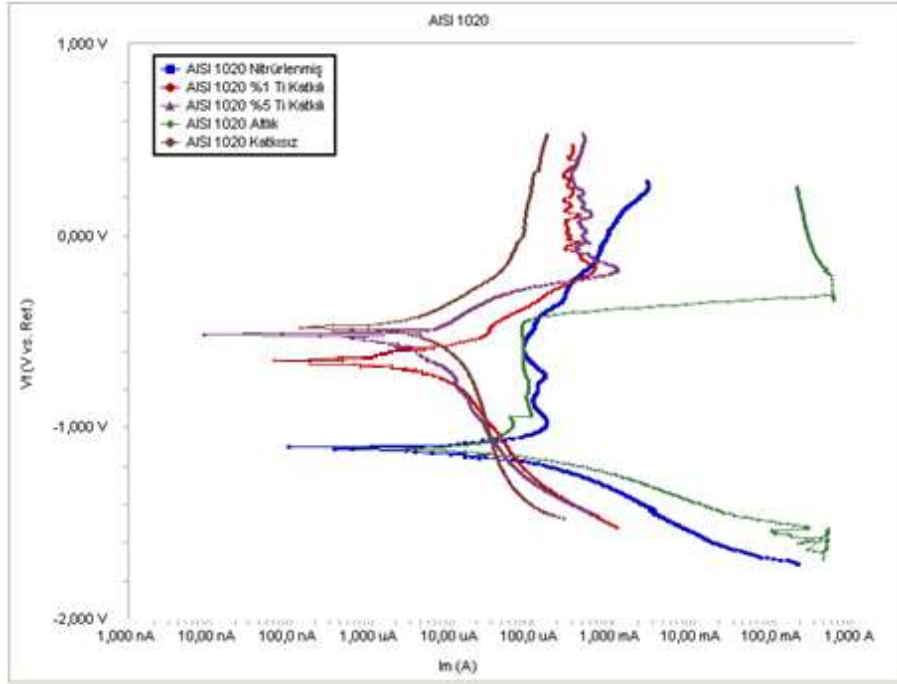 AISI 1020
1,000 V
AISI 1020 Nitrürlenmiş
AISI 1020 %1 Ti Katkılı
AISI 1020 %5 Ti Katkılı
AISI 1020 Altlık
AISI 1020 Katkısız
0,000 V
Vf (V vs. Ref.)
-1,000 V
-2,000 V
1,000 nA 10,00 nA 100,0 nA 1,000 uA 10,00 uA 100,0 uA 1,000 mA 10,00 mA 100,0 mA 1,000 A
Im (A)